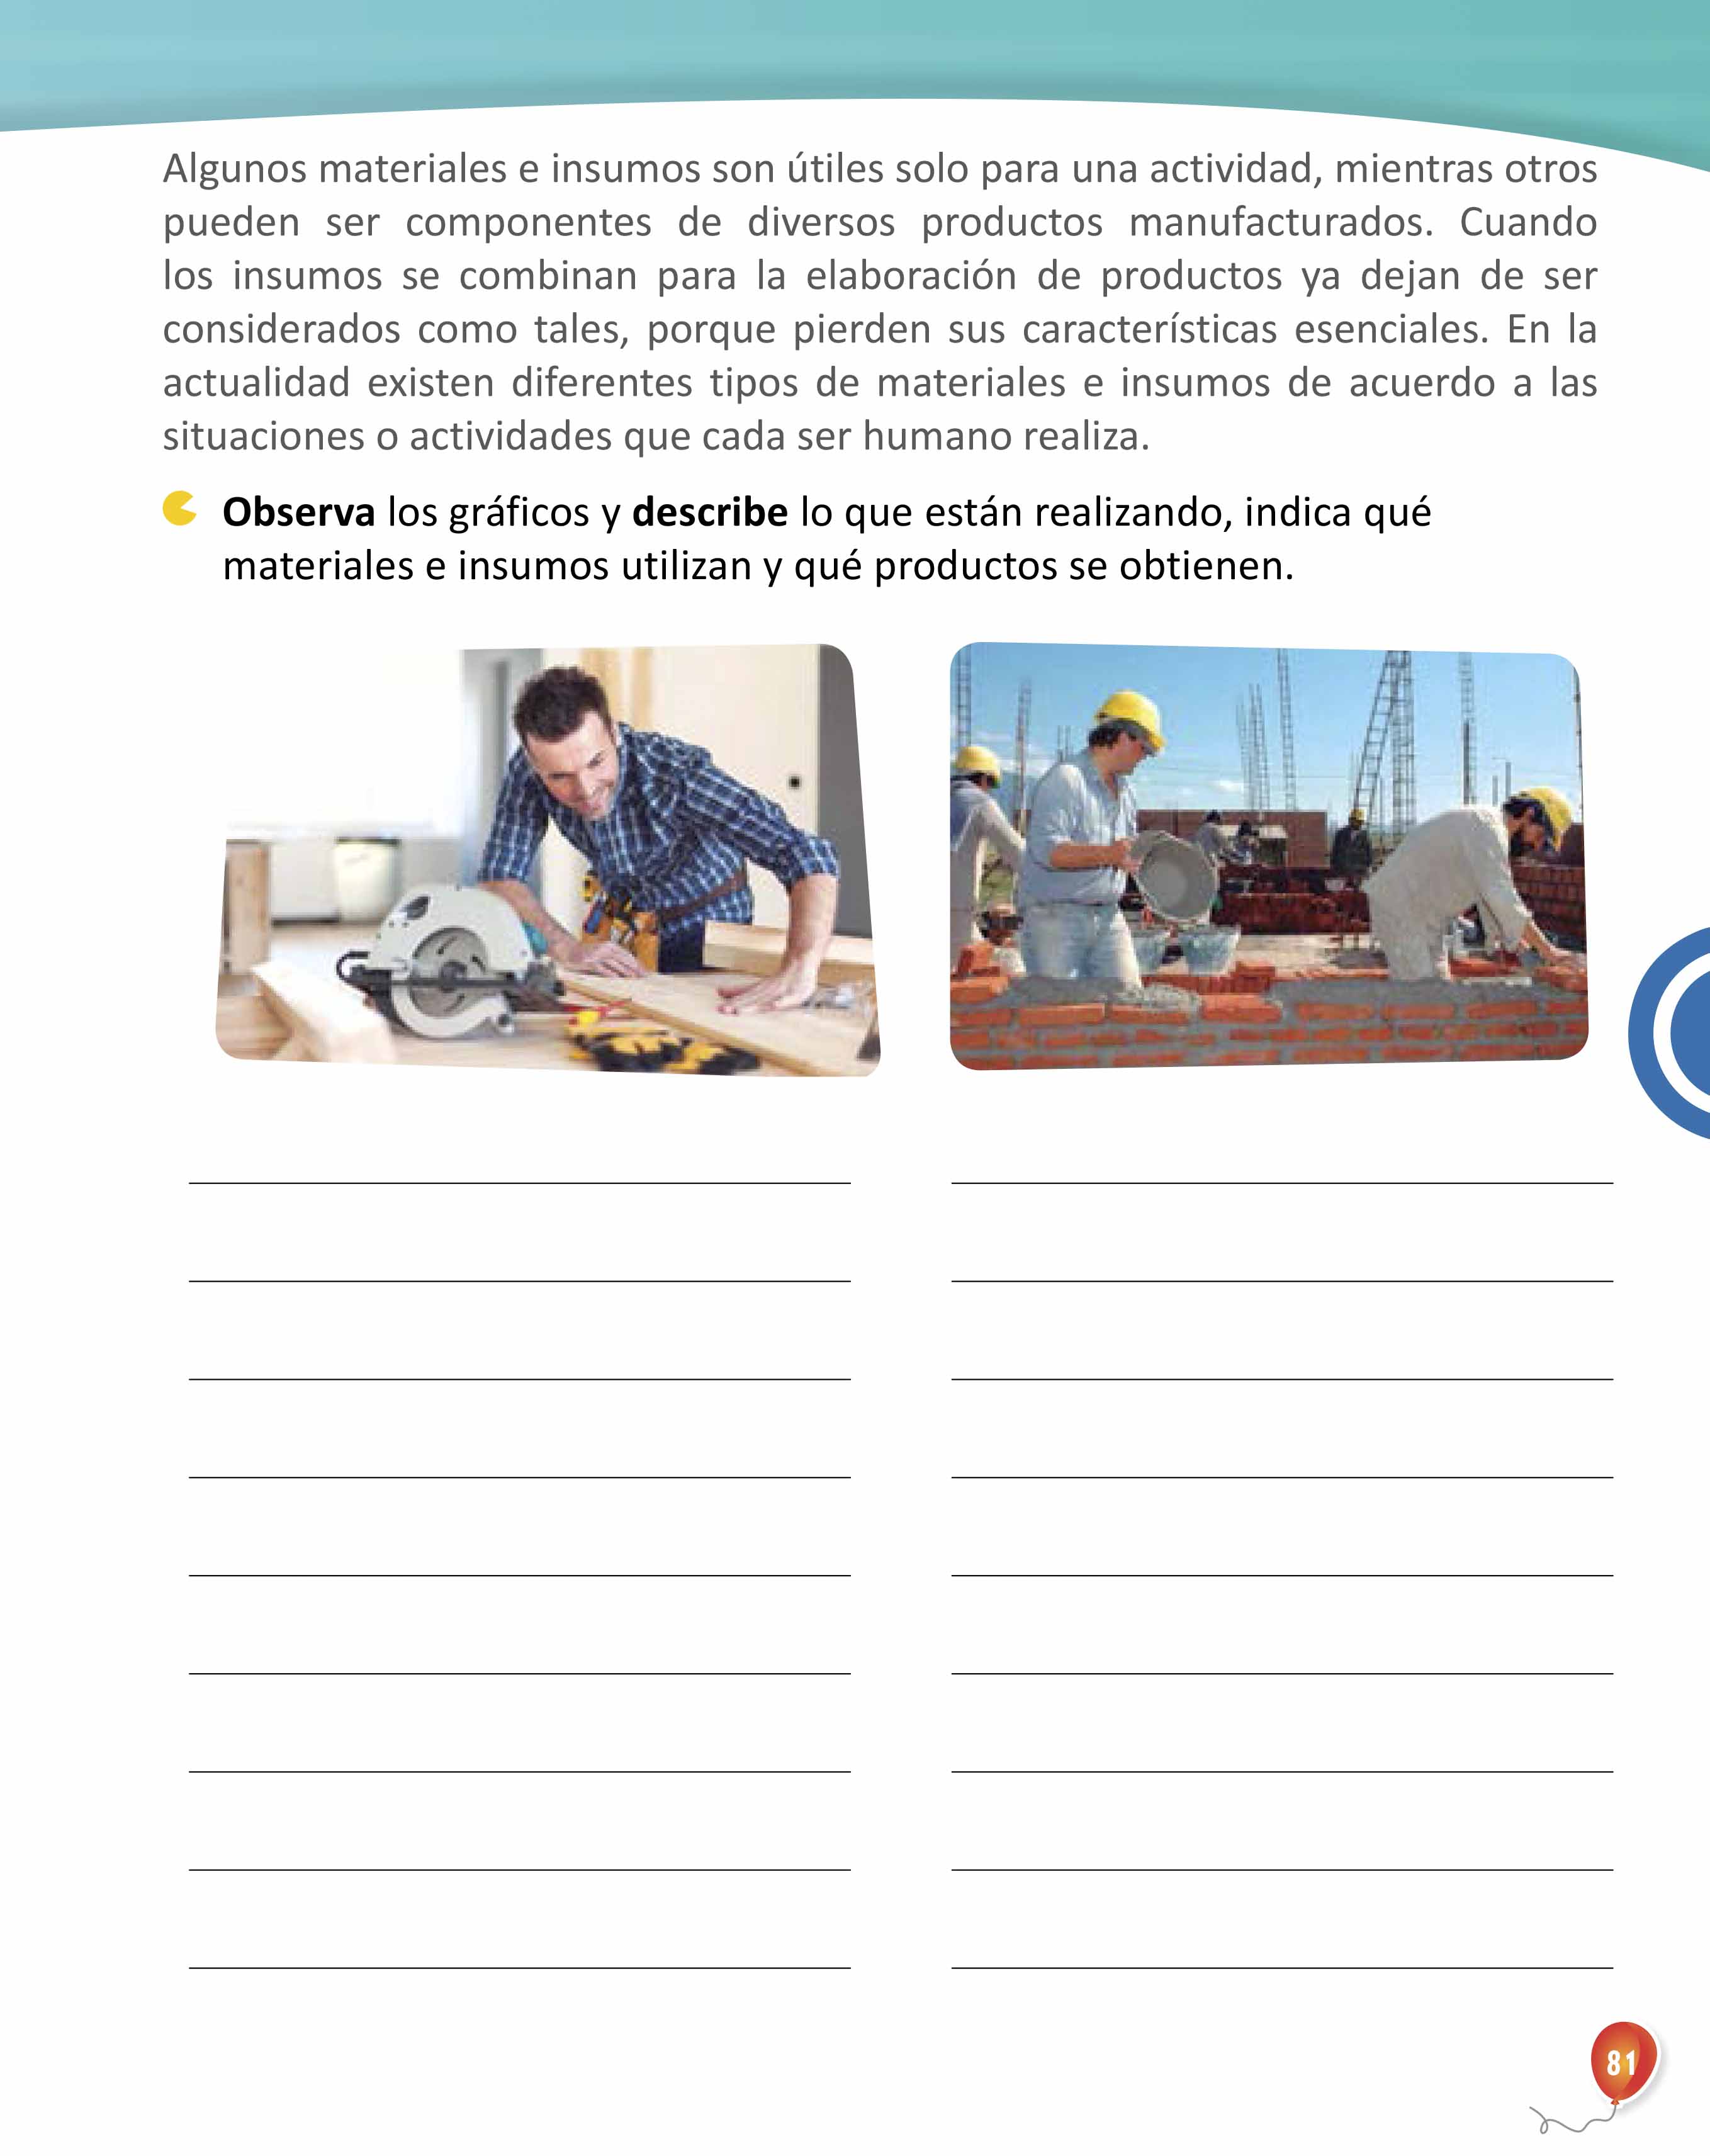 Algunos materiales e insumos son útiles solo para una actividad, mientras otros
pueden ser componentes de diversos productos manufacturados. Cuando
los insumos se combinan para la elaboración de productos ya dejan de ser
considerados como tales, porque pierden sus características esenciales. En la
actualidad existen diferentes tipos de materiales e insumos de acuerdo a las
situaciones o actividades que cada ser humano realiza.
Observa los gráficos y describe lo que están realizando, indica qué
materiales e insumos utilizan y qué productos se obtienen.
81